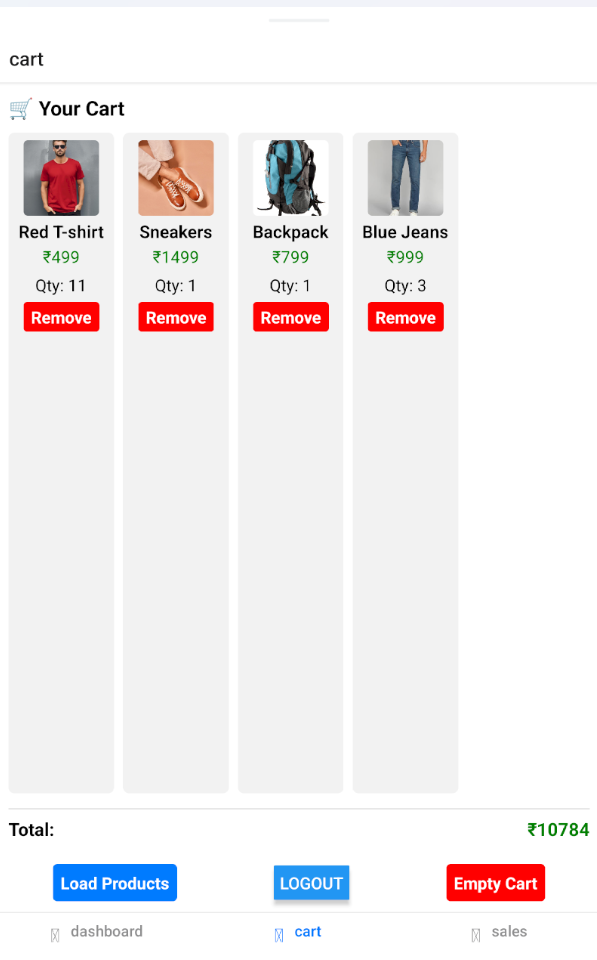 cart
🛒 Your Cart
Red T-shirt
₹499
Qty: 11
Remove
Sneakers
₹1499
Qty: 1
Remove
Backpack
₹799
Qty: 1
Remove
Blue Jeans
₹999
Qty: 3
Remove
Total: ₹10784
Load Products
LOGOUT
Empty Cart
dashboard
cart
sales